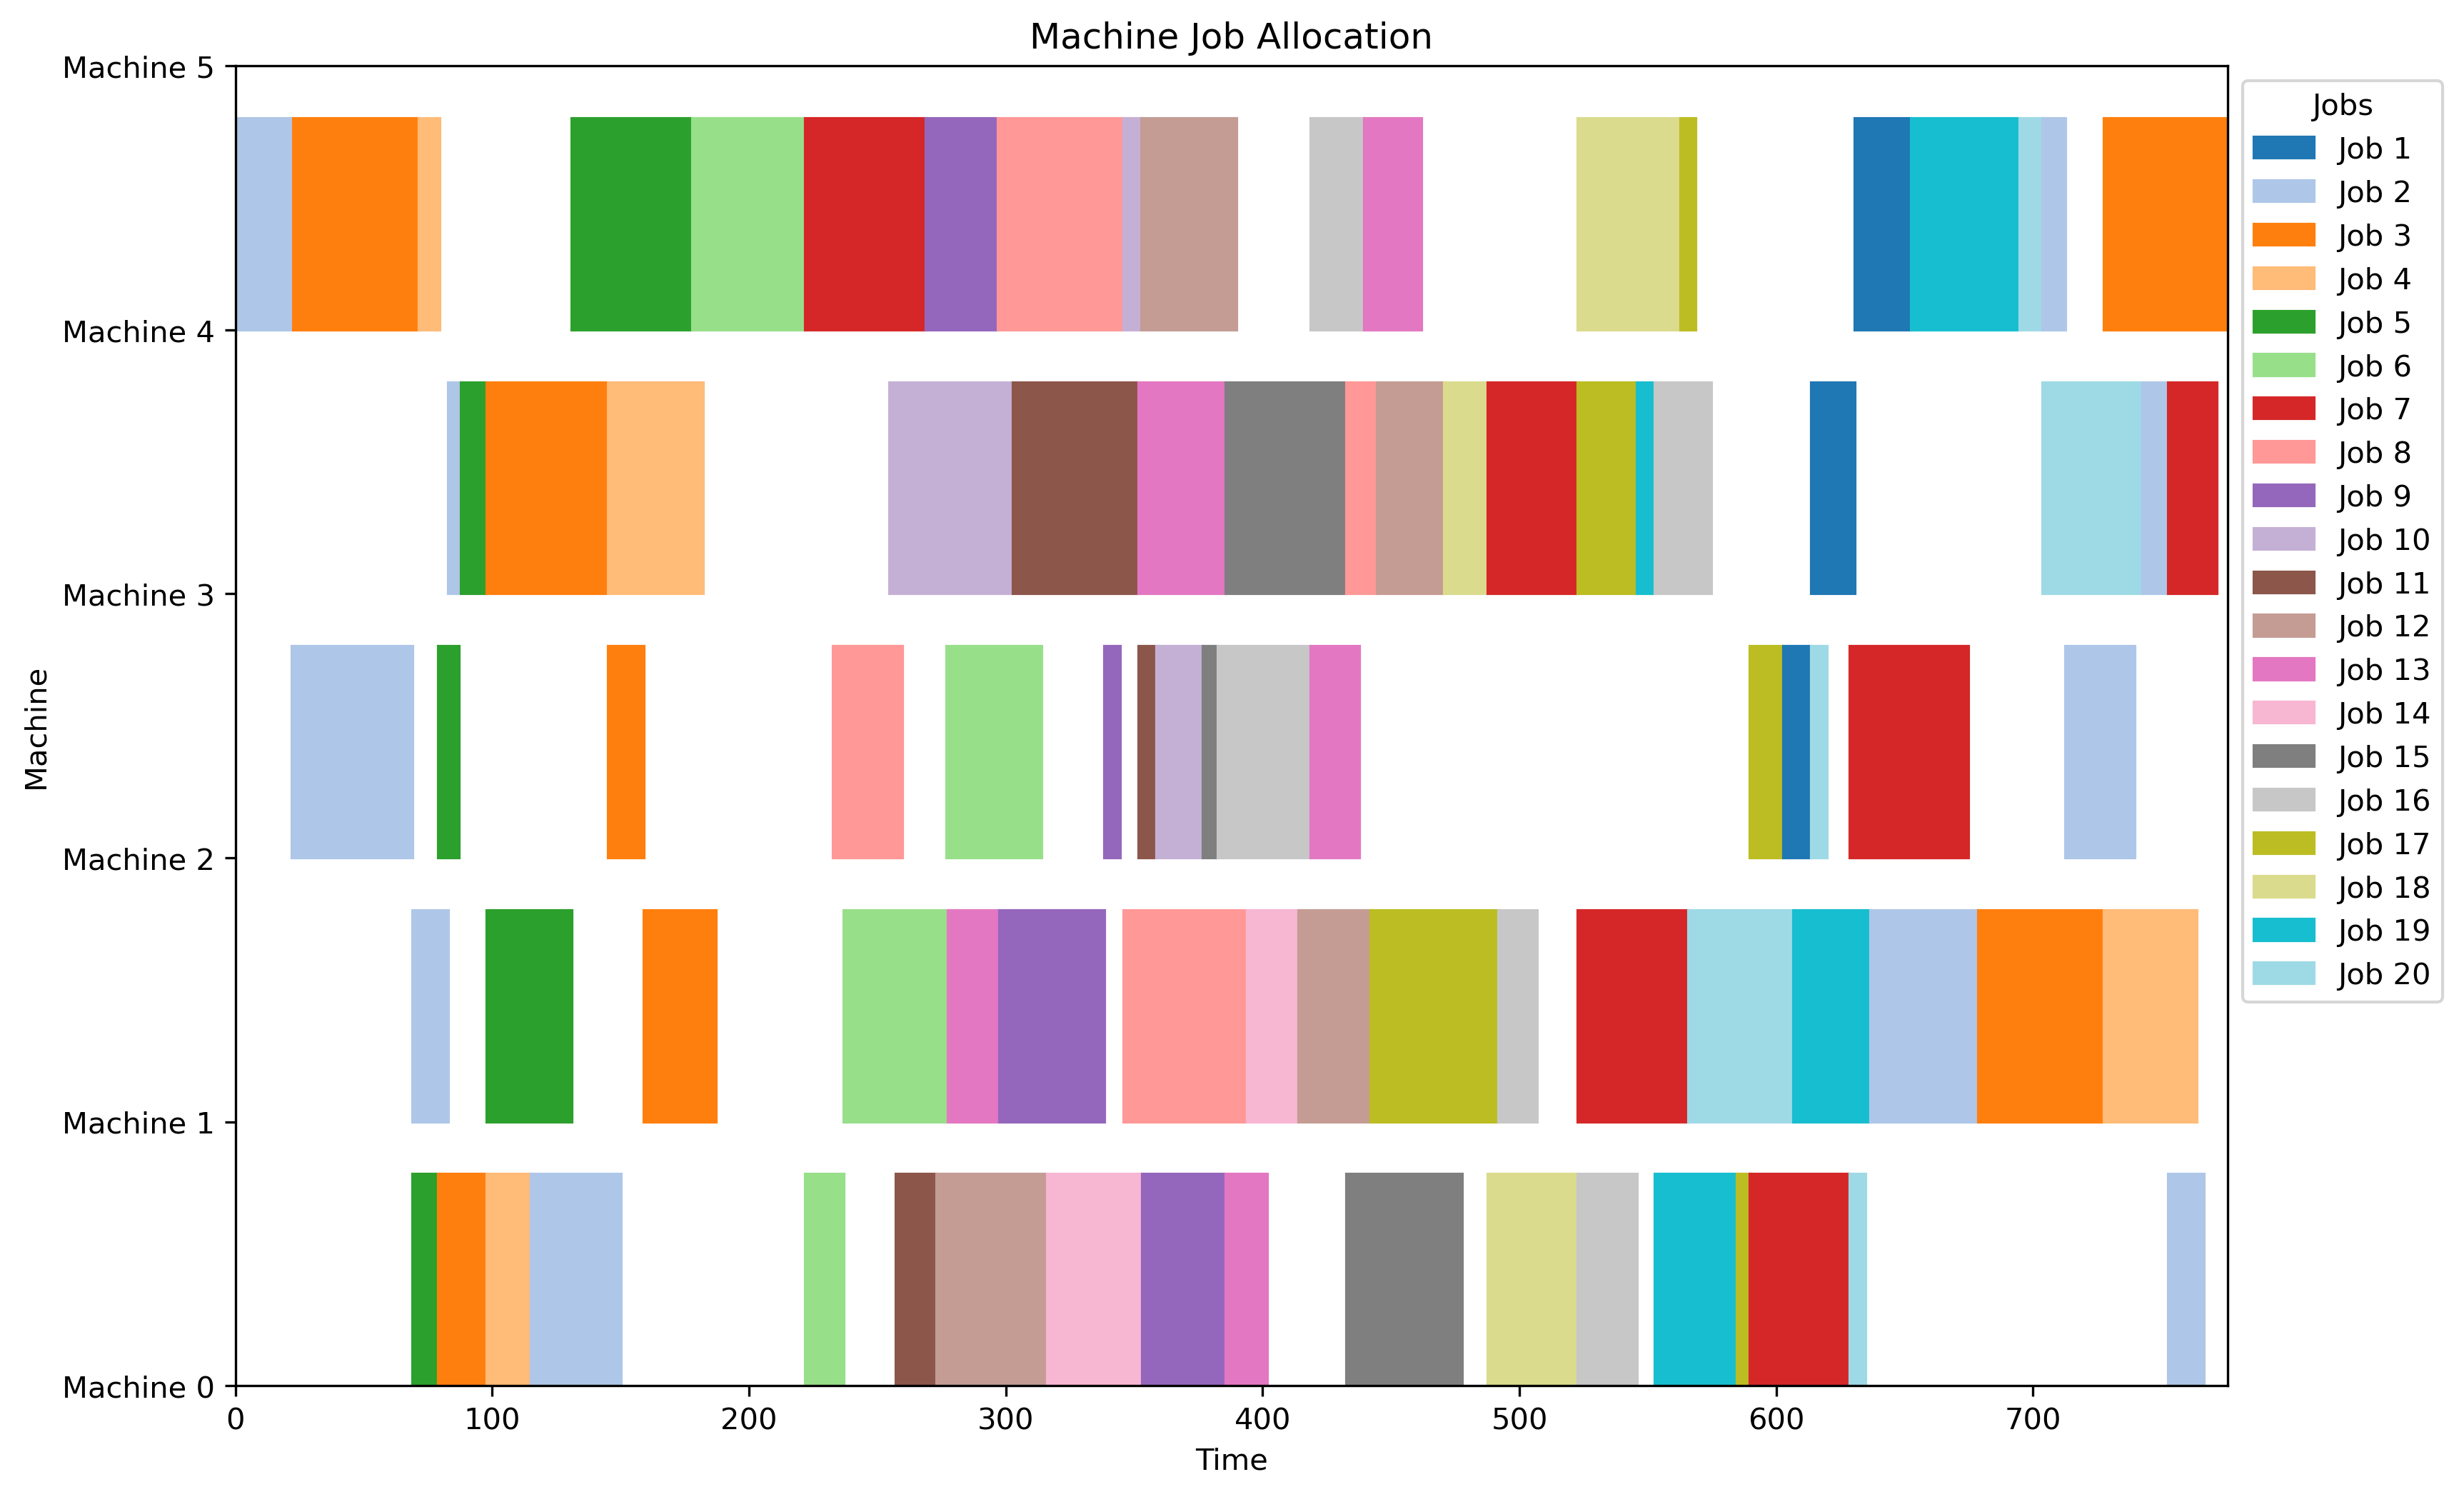 Machine Job Allocation
Machine 5
Machine 4
Machine 3
Machine 2
Machine 1
Machine 0
Machine
0 100 200 300 400 500 600 700
Time
Jobs
Job 1
Job 2
Job 3
Job 4
Job 5
Job 6
Job 7
Job 8
Job 9
Job 10
Job 11
Job 12
Job 13
Job 14
Job 15
Job 16
Job 17
Job 18
Job 19
Job 20